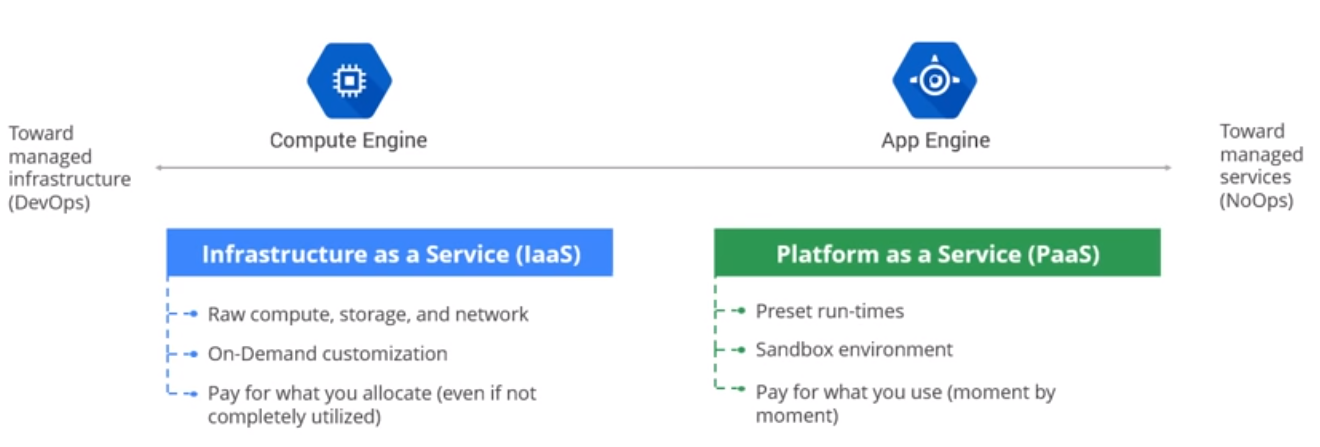 Compute Engine
App Engine
Toward
managed
infrastructure
(DevOps)
Toward
managed
services
(NoOps)
Infrastructure as a Service (IaaS)
Raw compute, storage, and network
On-Demand customization
Pay for what you allocate (even if not
completely utilized)
Platform as a Service (PaaS)
Preset run-times
Sandbox environment
Pay for what you use (moment by
moment)